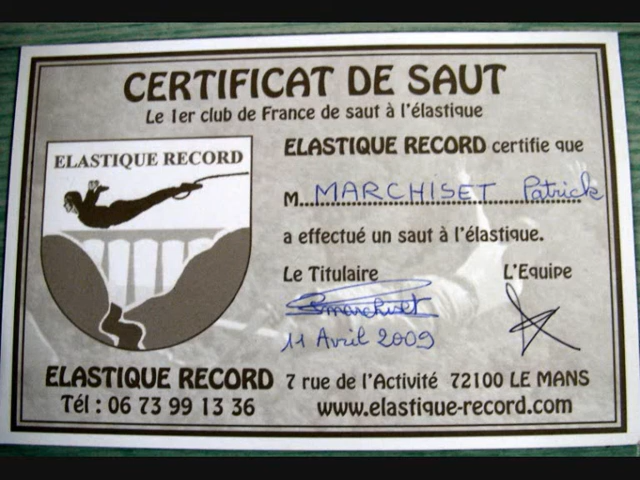 CERTIFICAT DE SAUT
Le 1er club de France de saut à l'élastique
ELASTIQUE RECORD
ELASTIQUE RECORD certifie que
M...MARCHISET Patrick
a effectué un saut à l'élastique.
Le Titulaire
L'Equipe
Pmarchiset
11 Avril 2009
ELASTIQUE RECORD 7 rue de l'Activité 72100 LE MANS
Tél : 06 73 99 13 36 www.elastique-record.com